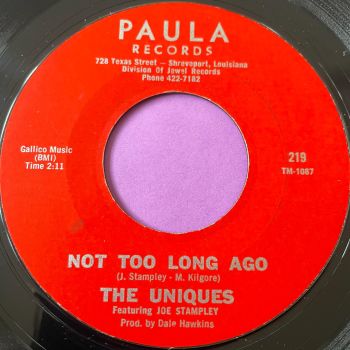 PAULA
RECORDS
728 Texas Street — Shreveport, Louisiana
Division Of Jewel Records
Phone 422-7182
Gallico Music
(BMI)
Time 2:11
219
TM-1087
NOT TOO LONG AGO
(J. Stampley - M. Kilgore)
THE UNIQUES
Featuring JOE STAMPLEY
Prod. by Dale Hawkins